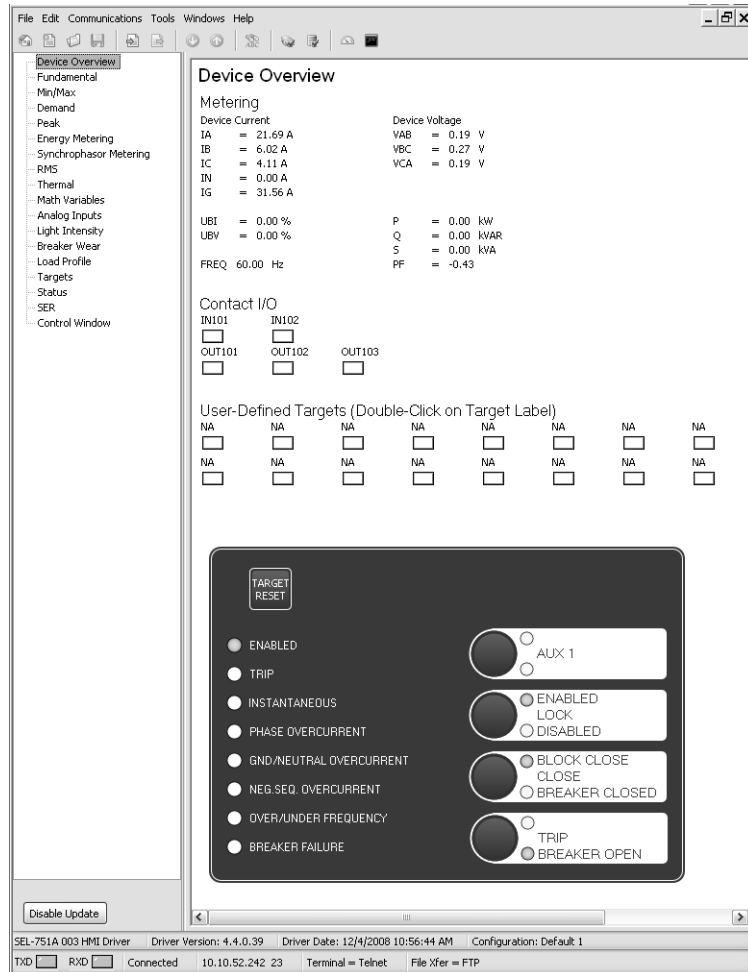 File Edit Communications Tools Windows Help
Device Overview
Fundamental
Min/Max
Demand
Peak
Energy Metering
Synchrophasor Metering
RMS
Thermal
Math Variables
Analog Inputs
Light Intensity
Breaker Wear
Load Profile
Targets
Status
SER
Control Window
Disable Update
Device Overview
Metering
Device Current Device Voltage
IA = 21.69 A VAB = 0.19 V
IB = 6.02 A VBC = 0.27 V
IC = 4.11 A VCA = 0.19 V
IN = 0.00 A
IG = 31.56 A
UBI = 0.00 % P = 0.00 kW
UBV = 0.00 % Q = 0.00 kVAR
S = 0.00 kVA
FREQ 60.00 Hz PF = -0.43
Contact I/O
IN101 IN102
OUT101 OUT102 OUT103
User-Defined Targets (Double-Click on Target Label)
NA NA NA NA NA NA NA NA
NA NA NA NA NA NA NA NA
TARGET
RESET
ENABLED
TRIP
INSTANTANEOUS
PHASE OVERCURRENT
GND/NEUTRAL OVERCURRENT
NEG.SEQ. OVERCURRENT
OVER/UNDER FREQUENCY
BREAKER FAILURE
AUX 1
ENABLED
LOCK
DISABLED
BLOCK CLOSE
CLOSE
BREAKER CLOSED
TRIP
BREAKER OPEN
SEL-751A 003 HMI Driver Driver Version: 4.4.0.39 Driver Date: 12/4/2008 10:56:44 AM Configuration: Default 1
TXD RXD Connected 10.10.52.242 23 Terminal = Telnet File Xfer = FTP